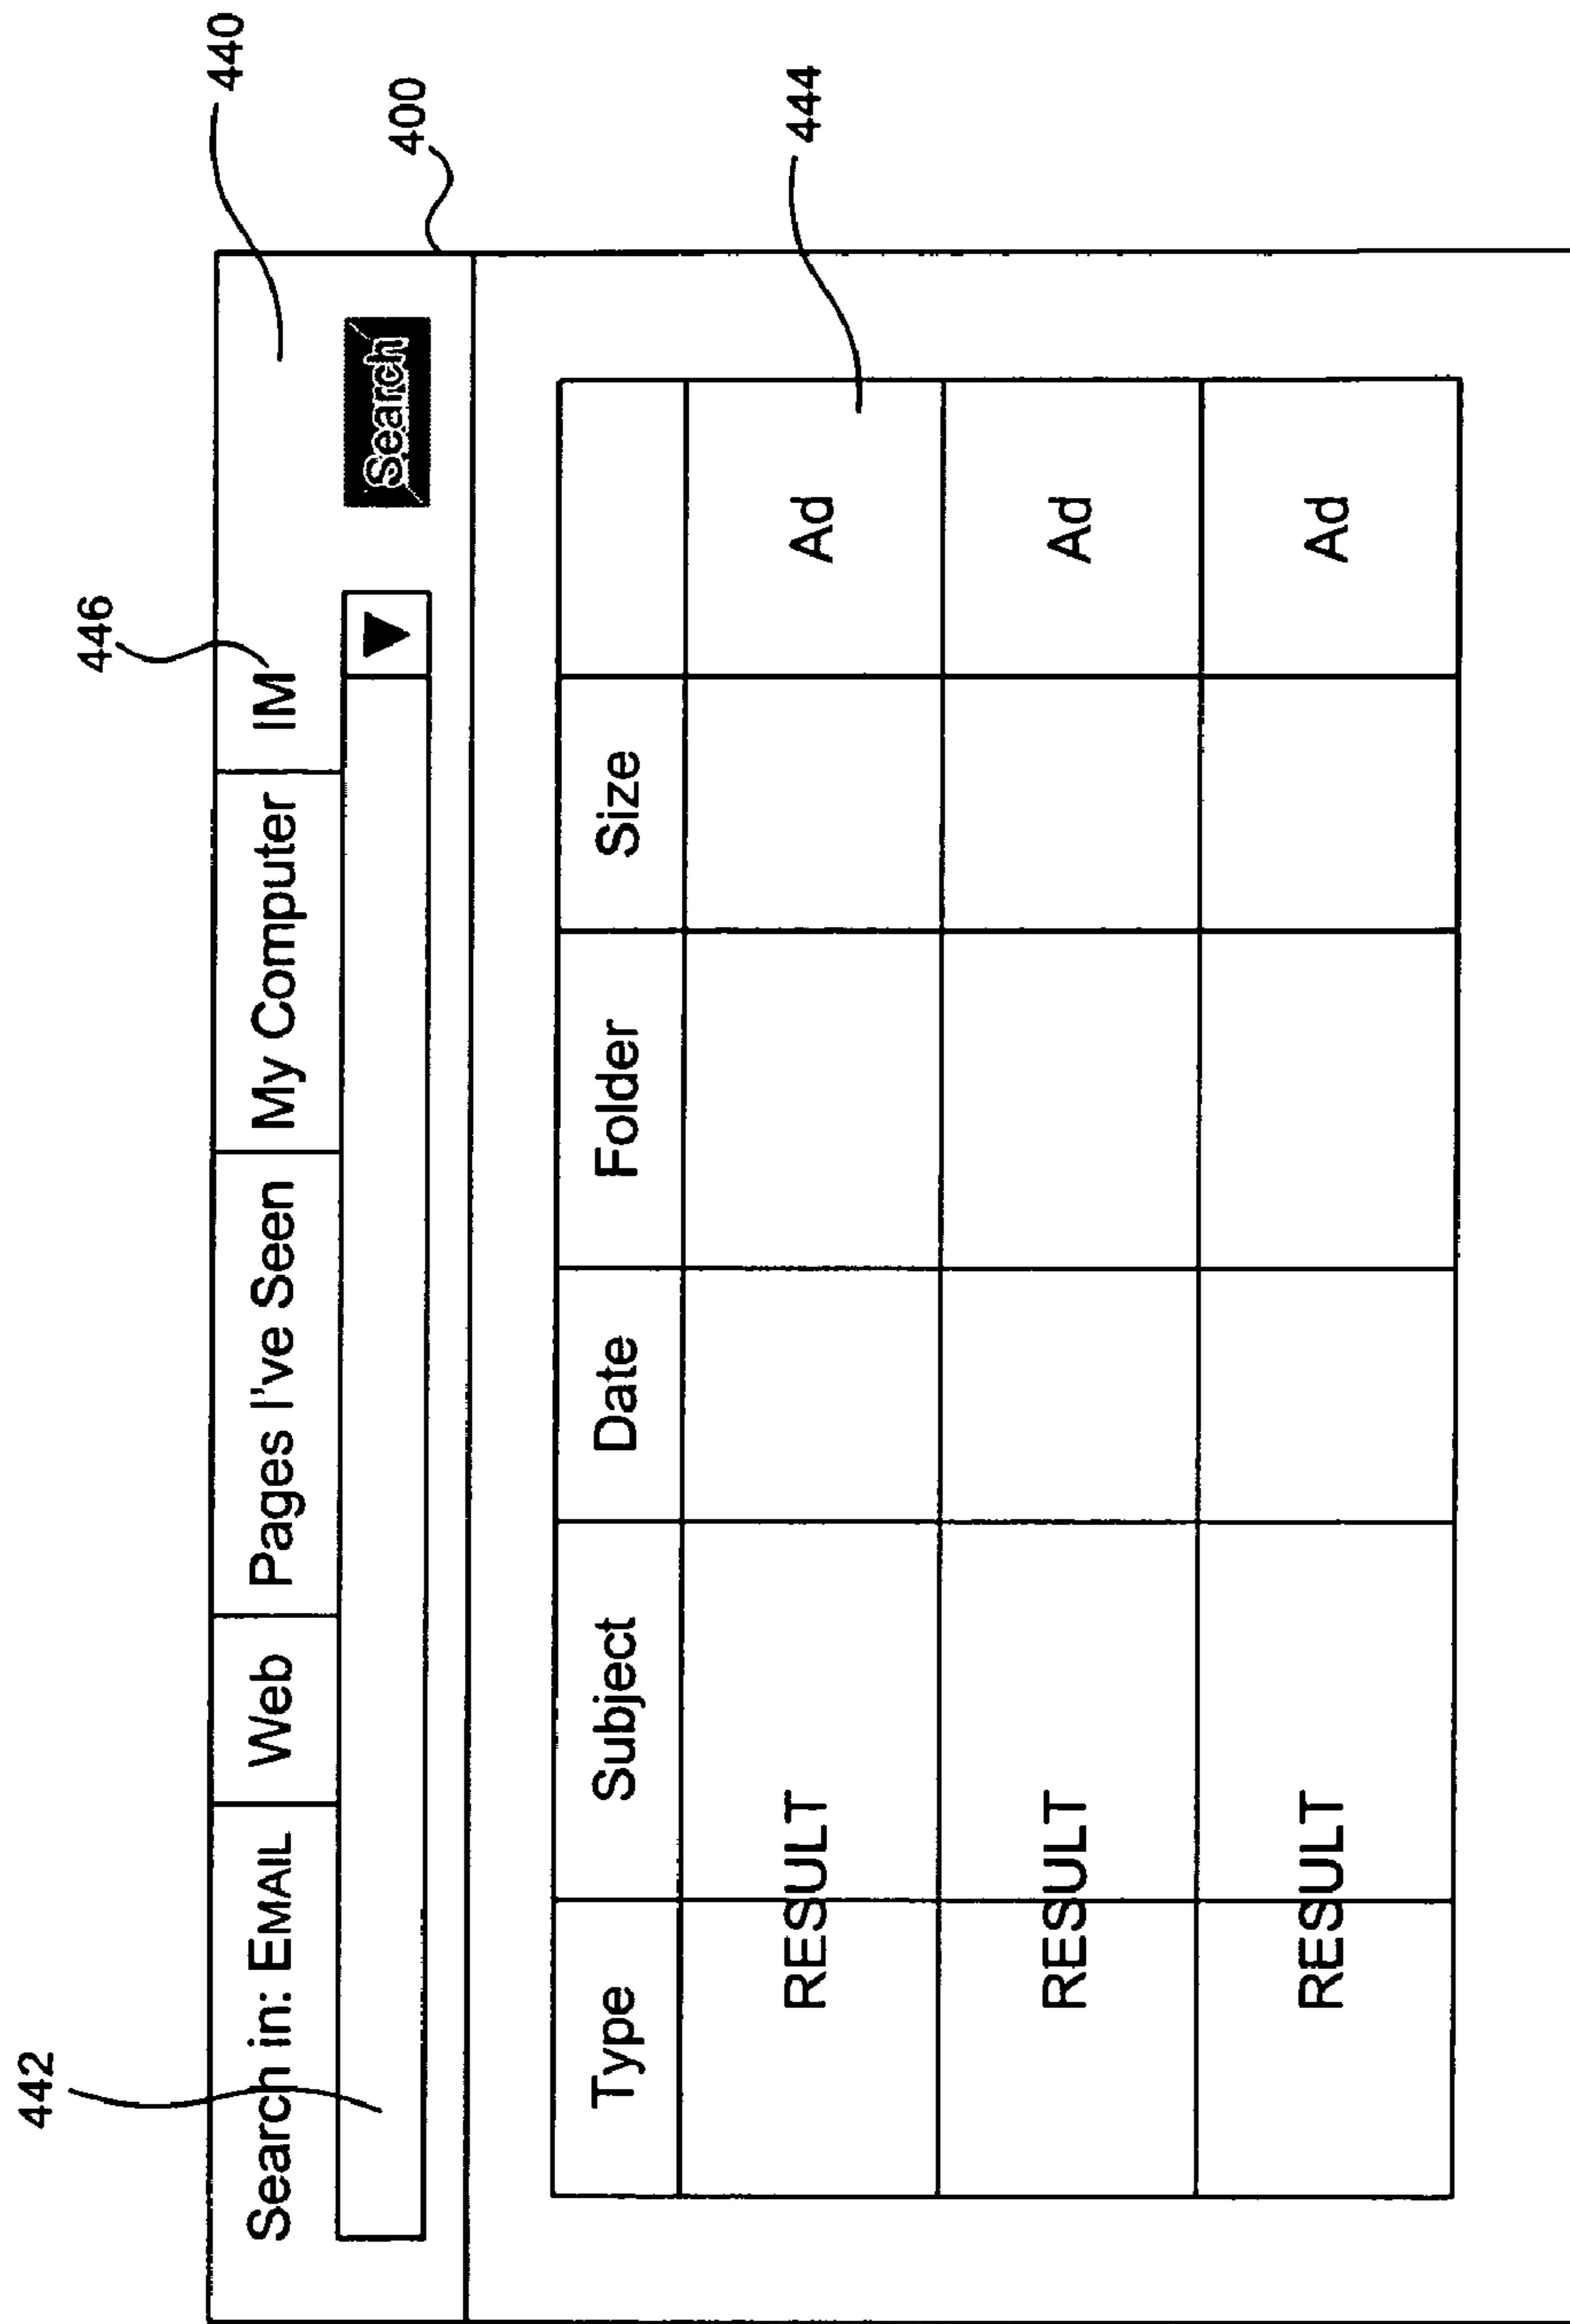 440
446
442
400
Search in: EMAIL Web Pages I've Seen My Computer IM
Search
444
Type Subject Date Folder Size
RESULT Ad
RESULT Ad
RESULT Ad